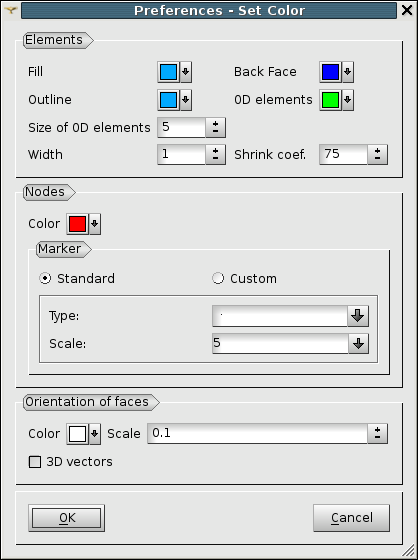 Preferences - Set Color
Elements
Fill Back Face
Outline 0D elements
Size of 0D elements 5
Width 1 Shrink coef. 75
Nodes
Color
Marker
Standard Custom
Type: .
Scale: 5
Orientation of faces
Color Scale 0.1
3D vectors
OK Cancel